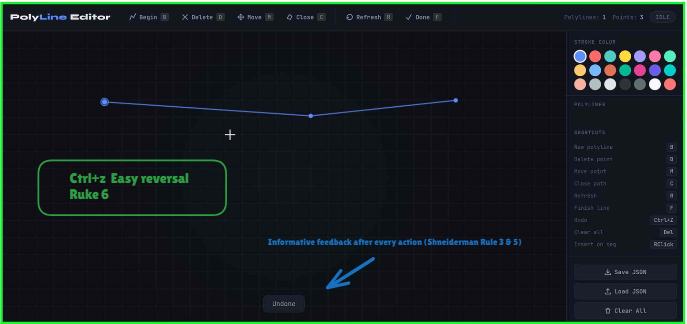 PolyLine Editor
Begin B
Delete D
Move M
Close C
Refresh R
Done F
Polylines: 1 Points: 3
IDLE
STROKE COLOR
POLYLINES
SHORTCUTS
New polyline B
Delete point D
Move point M
Close path C
Refresh R
Finish line F
Undo Ctrl+Z
Clear all Del
Insert on seg RClick
Save JSON
Load JSON
Clear All
Ctrl+z Easy reversal
Ruke 6
Informative feedback after every action (Shneiderman Rule 3 & 5)
Undone